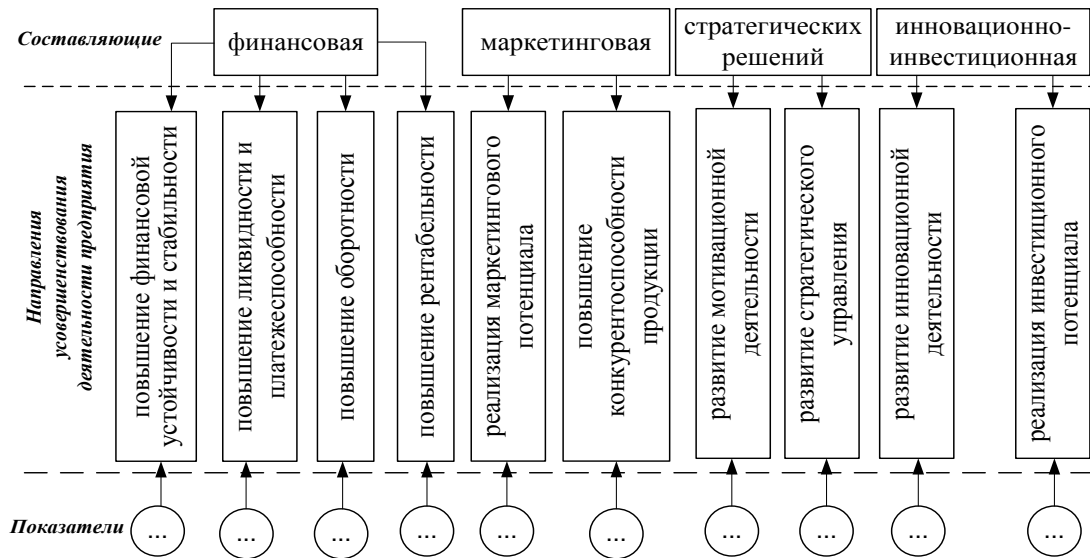 Составляющие
финансовая
маркетинговая
стратегических
решений
инновационно-
инвестиционная
Направления
усовершенствования
деятельности предприятия
повышение финансовой
устойчивости и стабильности
повышение ликвидности и
платежеспособности
повышение оборотности
повышение рентабельности
реализация маркетингового
потенциала
повышение
конкурентоспособности
продукции
развитие мотивационной
деятельности
развитие стратегического
управления
развитие инновационной
деятельности
реализация инвестиционного
потенциала
Показатели
...
...
...
...
...
...
...
...
...
...